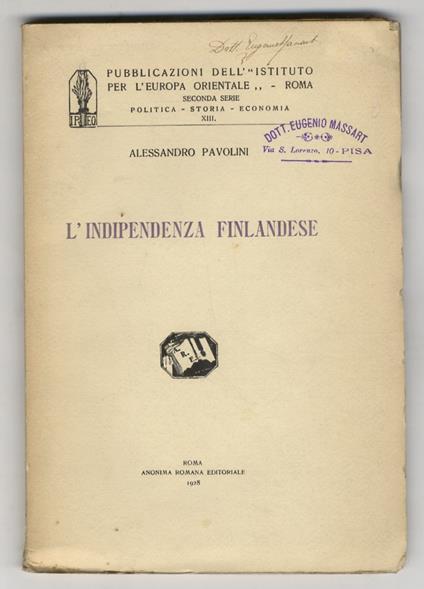 Dott. Eugenio Massart
PUBBLICAZIONI DELL'"ISTITUTO
PER L'EUROPA ORIENTALE,, - ROMA
SECONDA SERIE
POLITICA - STORIA - ECONOMIA
XIII.
IPEO
DOTT. EUGENIO MASSART
Via S. Lorenzo, 10 - PISA
ALESSANDRO PAVOLINI
L'INDIPENDENZA FINLANDESE
ROMA
ANONIMA ROMANA EDITORIALE
1928